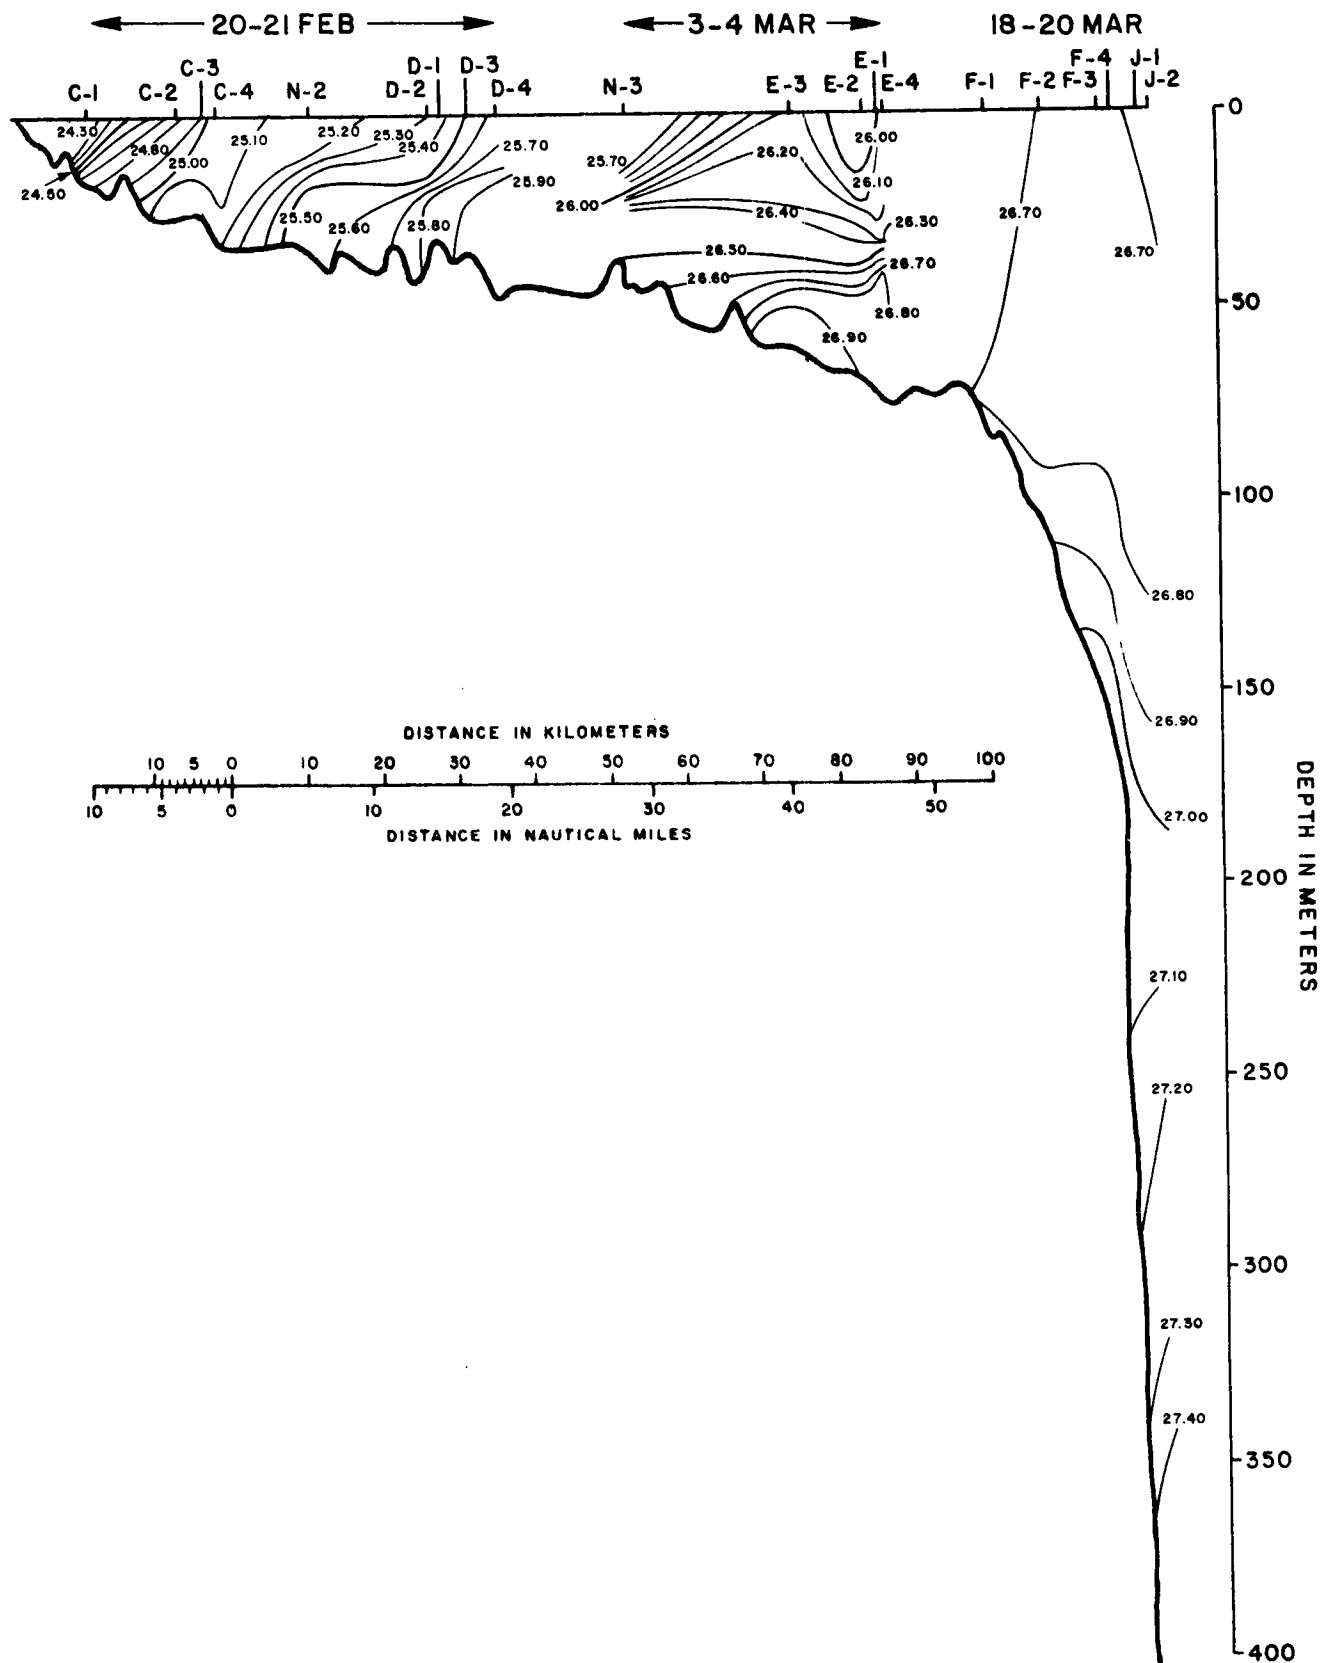 20-21 FEB 3-4 MAR 18-20 MAR
C-3 D-1 D-3 E-1 F-4 J-1
C-1 C-2 C-4 N-2 D-2 D-4 N-3 E-3 E-2 E-4 F-1 F-2 F-3 J-2
0
24.30 25.20 25.30 26.00
25.10 25.40 25.70
24.80 26.20
25.00 25.70
24.50 25.90 26.10
26.00 26.40 26.70
25.50 25.60 25.80 26.30
26.50 26.70 26.70
26.60
50
26.80
26.90
100
26.80
150
26.90
DISTANCE IN KILOMETERS
10 5 0 10 20 30 40 50 60 70 80 90 100
10 5 0 10 20 30 40 50
DISTANCE IN NAUTICAL MILES
27.00
DEPTH IN METERS
200
27.10
250
27.20
300
27.30
27.40
350
400